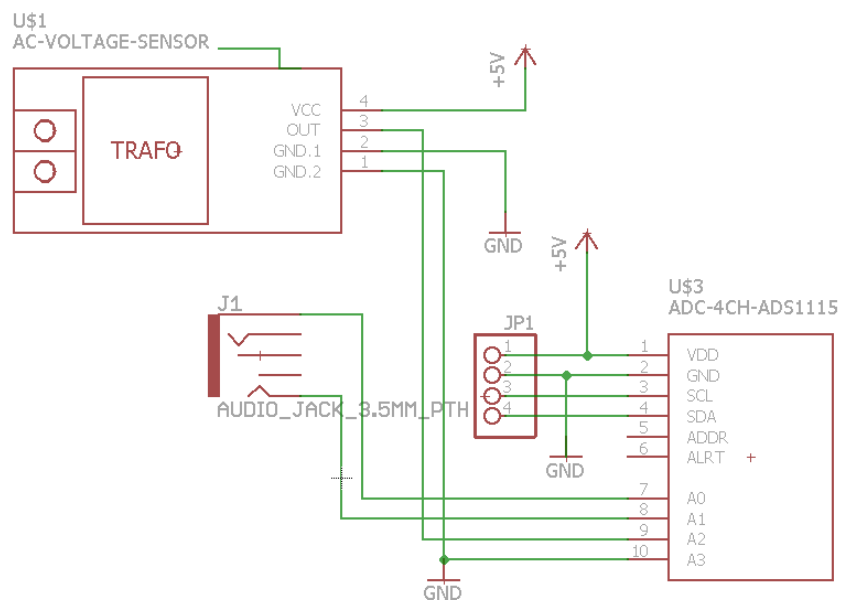 U$1
AC-VOLTAGE-SENSOR
TRAFO
VCC 4
OUT 3
GND.1 2
GND.2 1
+5V
GND
+5V
J1
AUDIO_JACK_3.5MM_PTH
JP1
1
2
3
4
GND
U$3
ADC-4CH-ADS1115
1 VDD
2 GND
3 SCL
4 SDA
5 ADDR
6 ALRT
7 A0
8 A1
9 A2
10 A3
GND